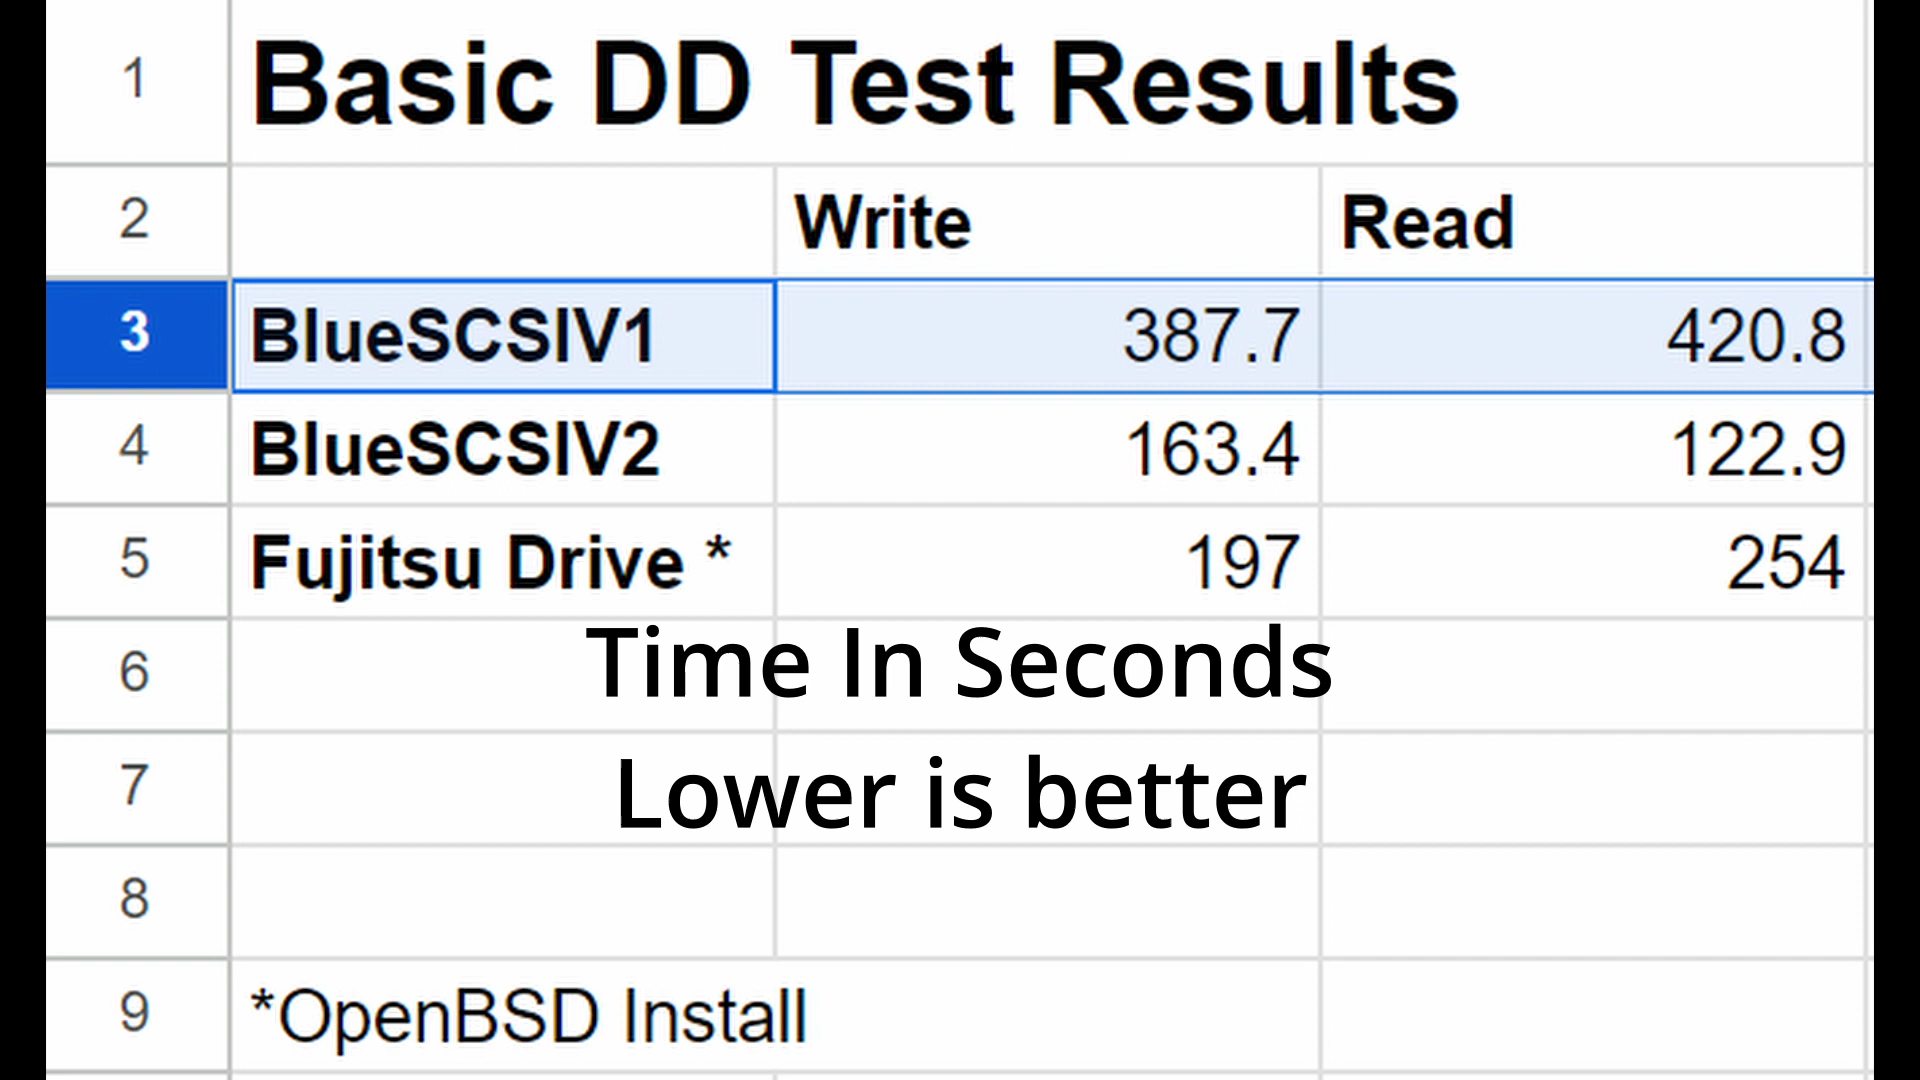 1 Basic DD Test Results
2 Write Read
3 BlueSCSIV1 387.7 420.8
4 BlueSCSIV2 163.4 122.9
5 Fujitsu Drive * 197 254
6 Time In Seconds
7 Lower is better
8
9 *OpenBSD Install